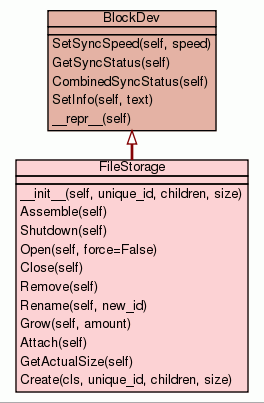 BlockDev
SetSyncSpeed(self, speed)
GetSyncStatus(self)
CombinedSyncStatus(self)
SetInfo(self, text)
__repr__(self)
FileStorage
__init__(self, unique_id, children, size)
Assemble(self)
Shutdown(self)
Open(self, force=False)
Close(self)
Remove(self)
Rename(self, new_id)
Grow(self, amount)
Attach(self)
GetActualSize(self)
Create(cls, unique_id, children, size)